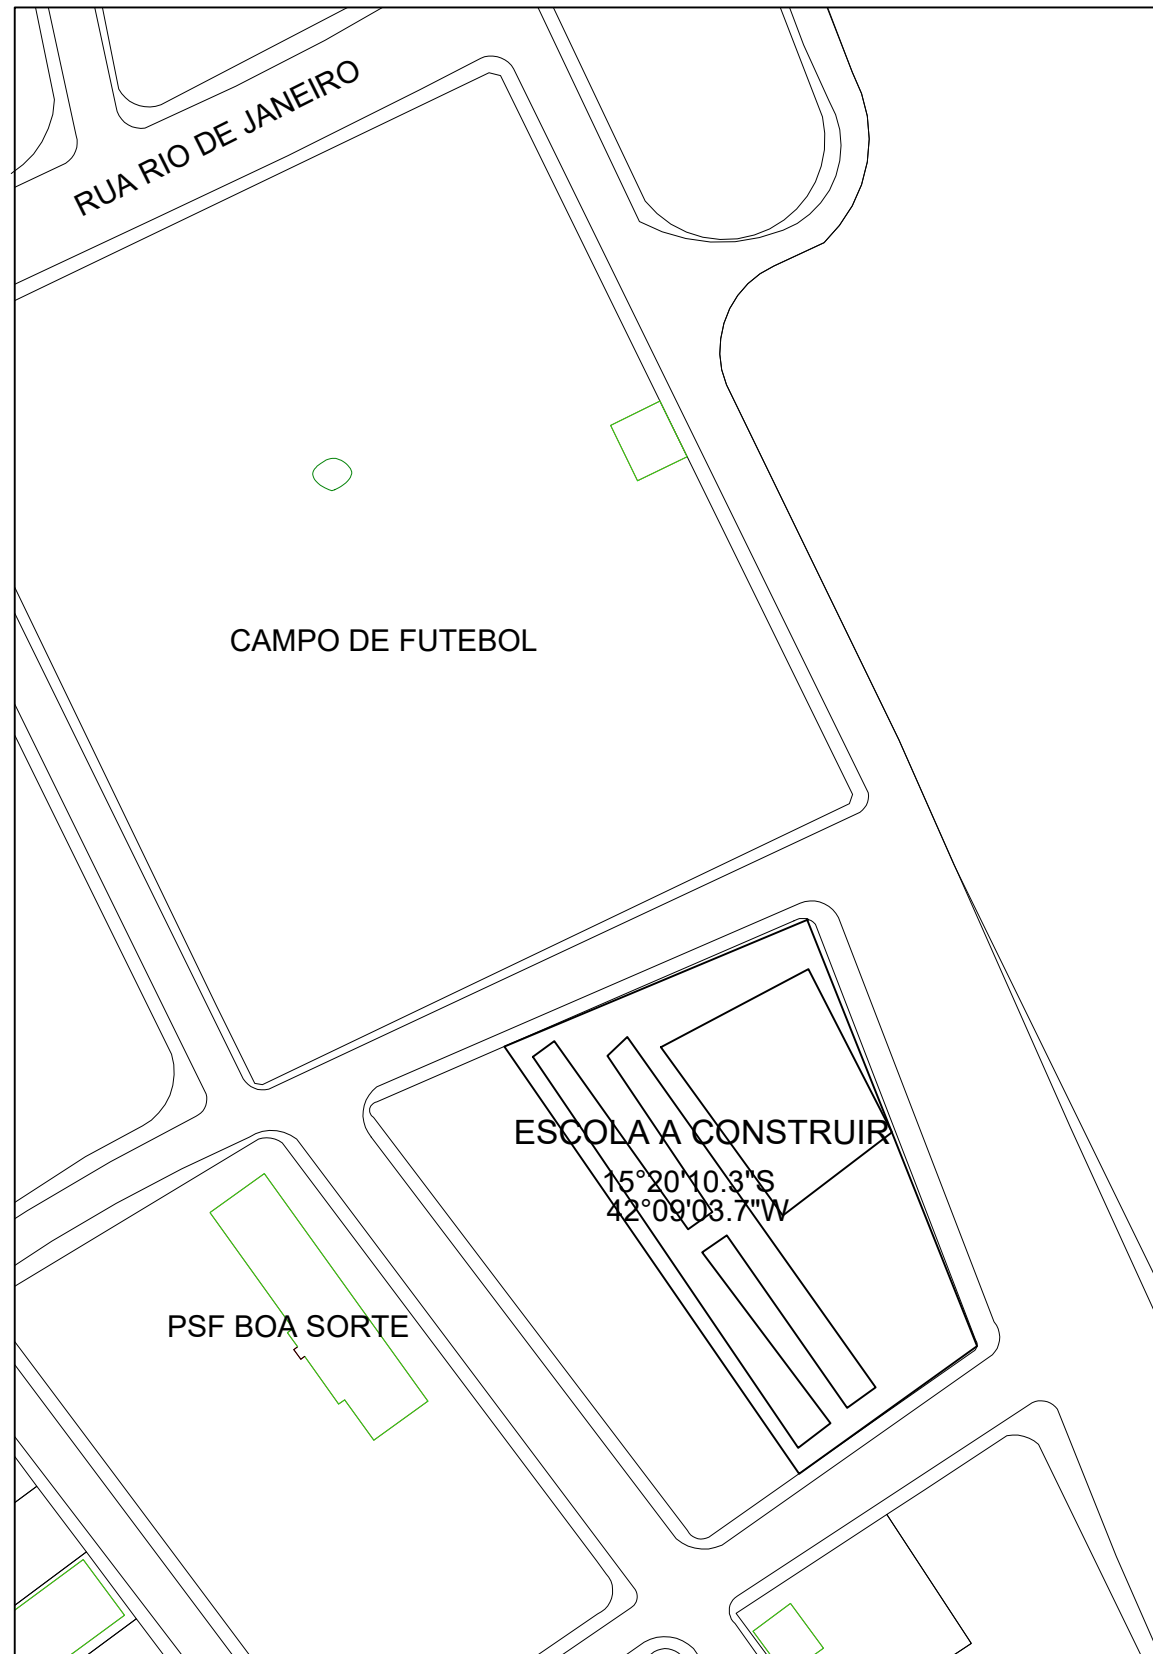 RUA RIO DE JANEIRO
CAMPO DE FUTEBOL
ESCOLA A CONSTRUIR
15°20'10.3"S
42°09'03.7"W
PSF BOA SORTE